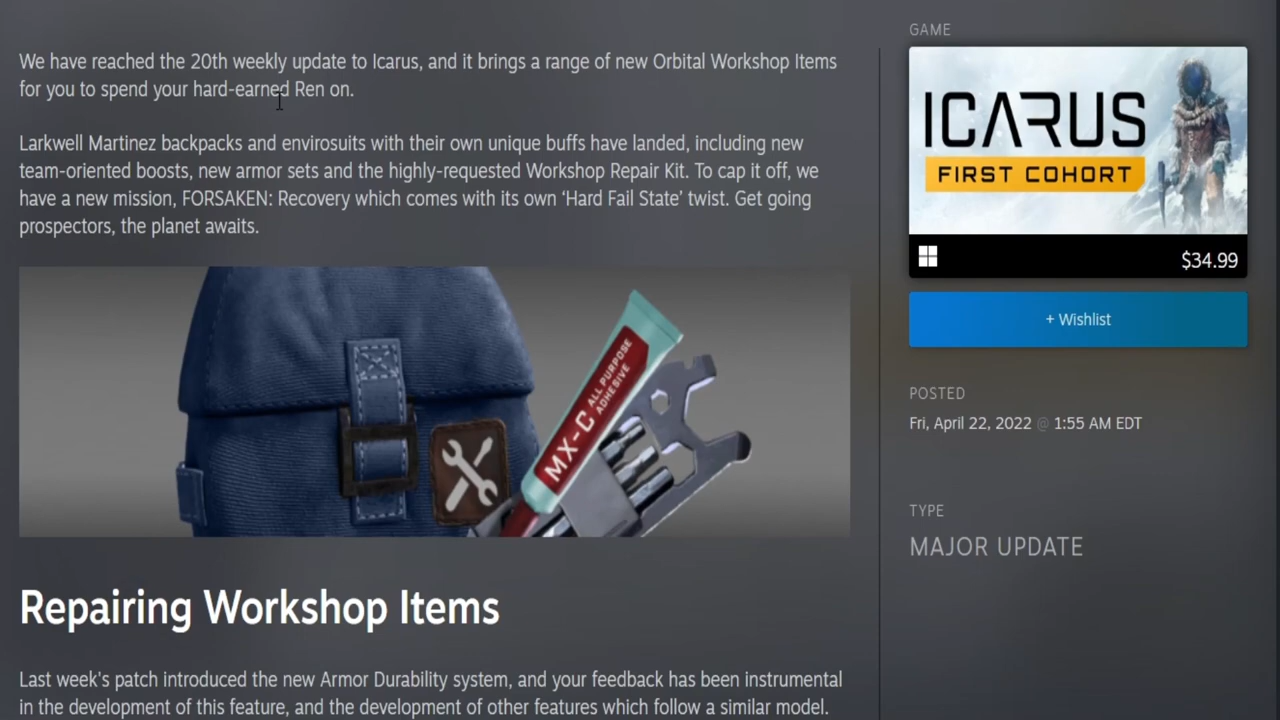 We have reached the 20th weekly update to Icarus, and it brings a range of new Orbital Workshop Items
for you to spend your hard-earned Ren on.
Larkwell Martinez backpacks and envirosuits with their own unique buffs have landed, including new
team-oriented boosts, new armor sets and the highly-requested Workshop Repair Kit. To cap it off, we
have a new mission, FORSAKEN: Recovery which comes with its own ‘Hard Fail State’ twist. Get going
prospectors, the planet awaits.
MX-C ALL PURPOSE
ADHESIVE
Repairing Workshop Items
Last week's patch introduced the new Armor Durability system, and your feedback has been instrumental
in the development of this feature, and the development of other features which follow a similar model.
GAME
ICARUS
FIRST COHORT
$34.99
+ Wishlist
POSTED
Fri, April 22, 2022 @ 1:55 AM EDT
TYPE
MAJOR UPDATE